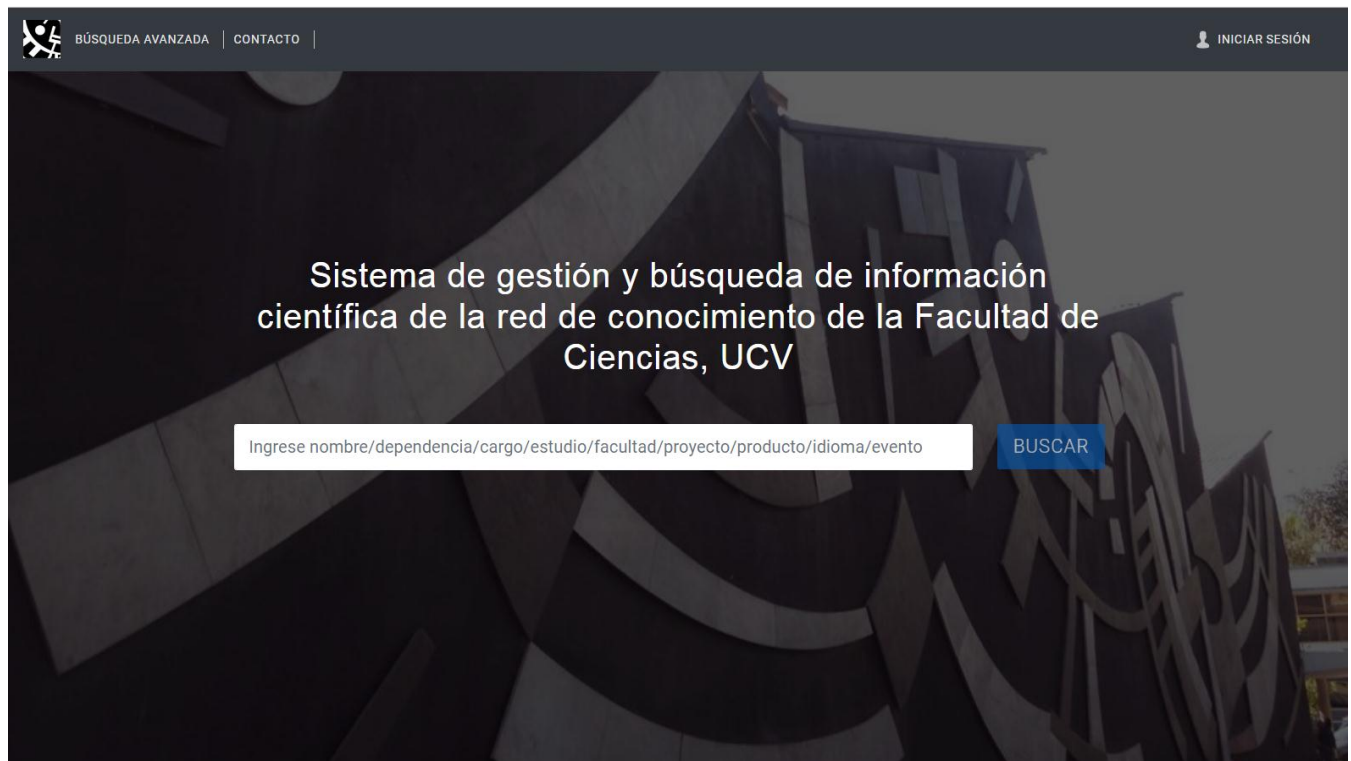 BÚSQUEDA AVANZADA
CONTACTO
INICIAR SESIÓN
Sistema de gestión y búsqueda de información
científica de la red de conocimiento de la Facultad de
Ciencias, UCV
Ingrese nombre/dependencia/cargo/estudio/facultad/proyecto/producto/idioma/evento
BUSCAR